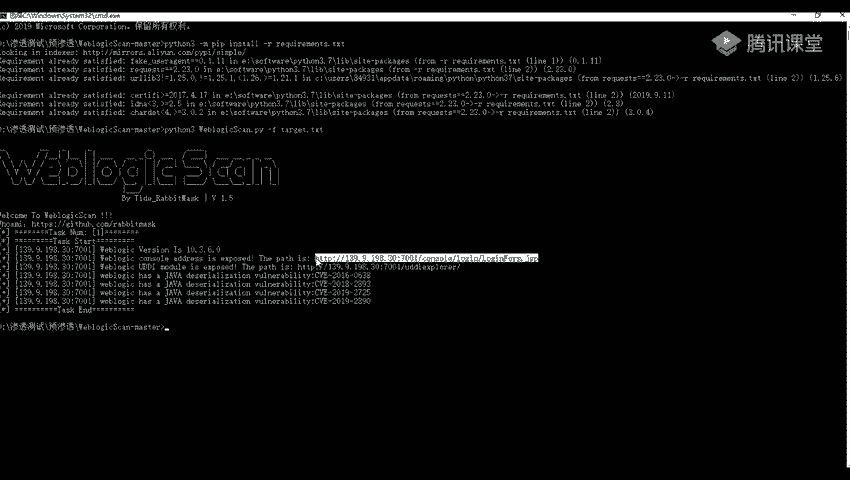 C:\Windows\System32\cmd.exe
(c) 2019 Microsoft Corporation. 保留所有权利。
腾讯课堂
D:\渗透测试\预渗透\WeblogicScan-master>python3 -m pip install -r requirements.txt
Looking in indexes: http://mirrors.aliyun.com/pypi/simple/
Requirement already satisfied: fake_useragent==0.1.11 in e:\software\python3.7\lib\site-packages (from -r requirements.txt (line 1)) (0.1.11)
Requirement already satisfied: requests==2.23.0 in e:\software\python3.7\lib\site-packages (from -r requirements.txt (line 2)) (2.23.0)
Requirement already satisfied: urllib3!=1.25.0,!=1.25.1,<1.26,>=1.21.1 in c:\users\84931\appdata\roaming\python\python37\site-packages (from requests==2.23.0->-r requirements.txt (line 2)) (1.25.6)
Requirement already satisfied: certifi>=2017.4.17 in e:\software\python3.7\lib\site-packages (from requests==2.23.0->-r requirements.txt (line 2)) (2019.9.11)
Requirement already satisfied: idna<3,>=2.5 in e:\software\python3.7\lib\site-packages (from requests==2.23.0->-r requirements.txt (line 2)) (2.8)
Requirement already satisfied: chardet<4,>=3.0.2 in e:\software\python3.7\lib\site-packages (from requests==2.23.0->-r requirements.txt (line 2)) (3.0.4)
D:\渗透测试\预渗透\WeblogicScan-master>python3 WeblogicScan.py -f target.txt
Weblogic Scan
By Tide_RabbitMask | V 1.5
Welcome To WeblogicScan !!!
Whoami: https://github.com/rabbitmask
[*] ========Task Num: [1]========
[*] =========Task Start=========
[+] [139.9.198.30:7001] Weblogic Version Is 10.3.6.0
[+] [139.9.198.30:7001] Weblogic console address is exposed! The path is: http://139.9.198.30:7001/console/login/LoginForm.jsp
[+] [139.9.198.30:7001] Weblogic UDDI module is exposed! The path is: http://139.9.198.30:7001/uddiexplorer/
[+] [139.9.198.30:7001] weblogic has a JAVA deserialization vulnerability:CVE-2016-0638
[+] [139.9.198.30:7001] weblogic has a JAVA deserialization vulnerability:CVE-2018-2893
[+] [139.9.198.30:7001] weblogic has a JAVA deserialization vulnerability:CVE-2019-2725
[+] [139.9.198.30:7001] weblogic has a JAVA deserialization vulnerability:CVE-2019-2890
[*] ==========Task End==========
D:\渗透测试\预渗透\WeblogicScan-master>